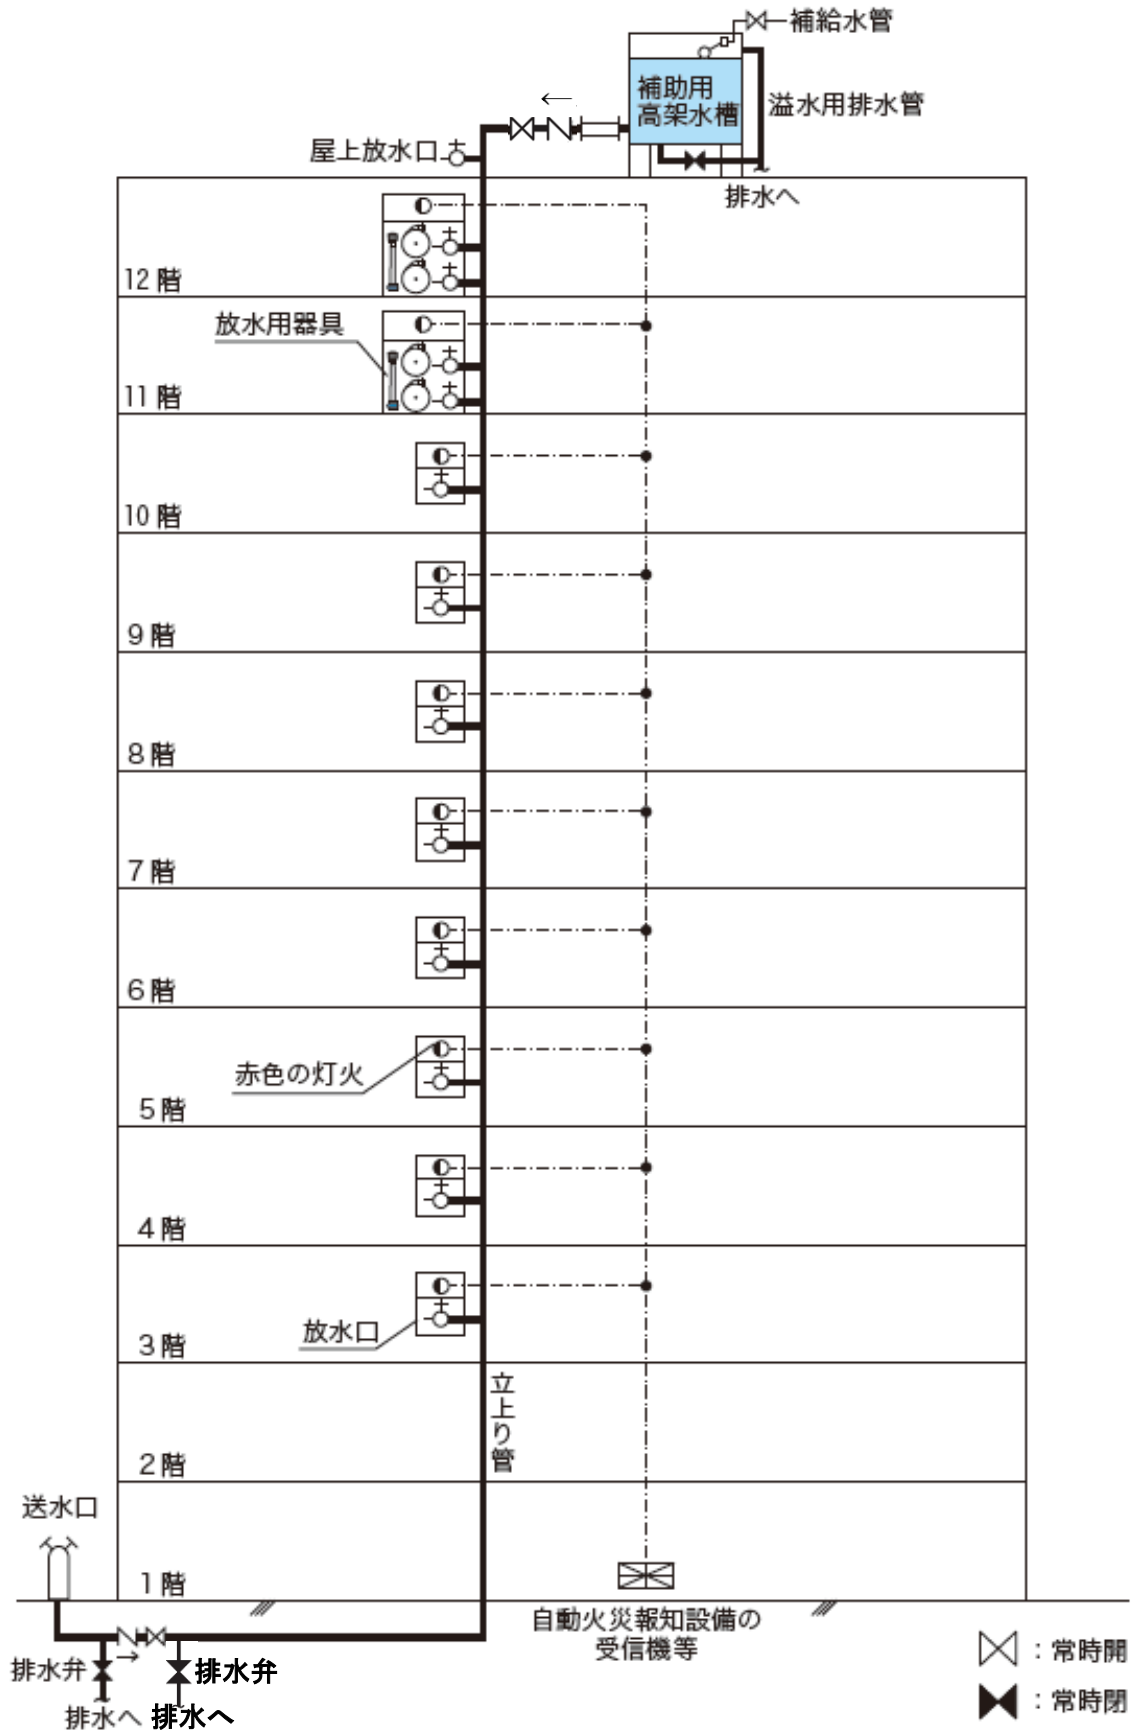 補給水管
補助用
高架水槽
溢水用排水管
屋上放水口
排水へ
12階
放水用器具
11階
10階
9階
8階
7階
6階
赤色の灯火
5階
4階
放水口
3階
立上り管
2階
送水口
1階
自動火災報知設備の
受信機等
排水弁
排水弁
排水へ
排水へ
：常時開
：常時閉